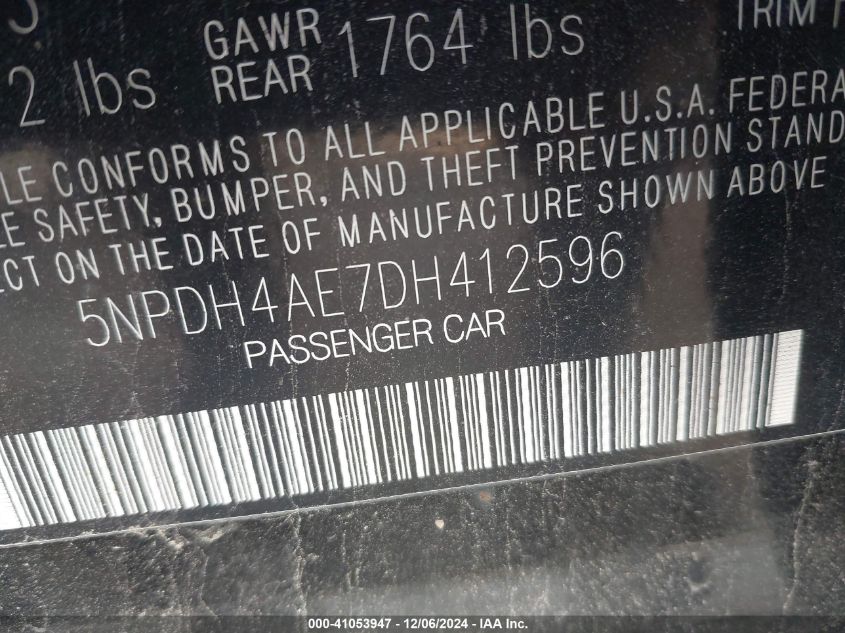 2 lbs GAWR REAR 1764 lbs TRIM
LE CONFORMS TO ALL APPLICABLE U.S.A. FEDERA
LE SAFETY, BUMPER, AND THEFT PREVENTION STAND
ECT ON THE DATE OF MANUFACTURE SHOWN ABOVE
5NPDH4AE7DH412596
PASSENGER CAR
000-41053947 - 12/06/2024 - IAA Inc.